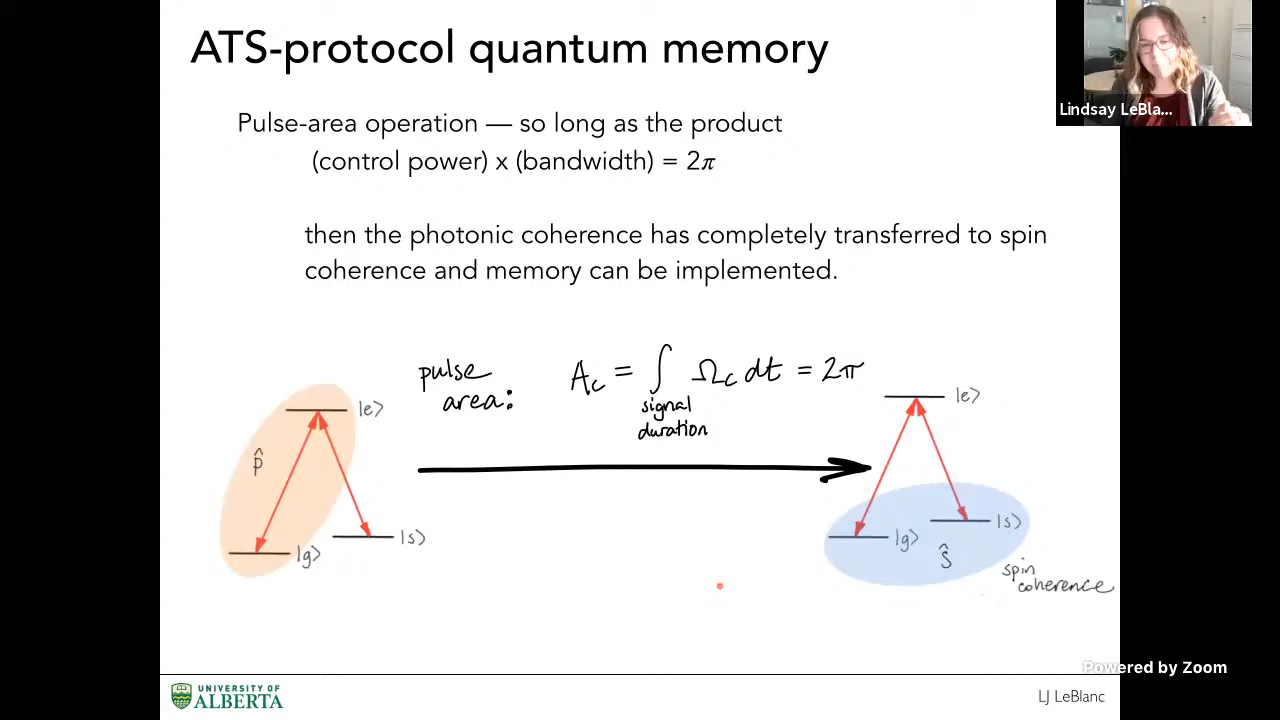 ATS-protocol quantum memory
Lindsay LeBla...
Pulse-area operation — so long as the product
(control power) x (bandwidth) = 2π
then the photonic coherence has completely transferred to spin
coherence and memory can be implemented.
pulse
area:
A_c = ∫ Ω_c dt = 2π
signal
duration
|e⟩
p̂
|s⟩
|g⟩
|e⟩
|s⟩
|g⟩
ŝ
spin
coherence
Powered by Zoom
UNIVERSITY OF
ALBERTA
LJ LeBlanc